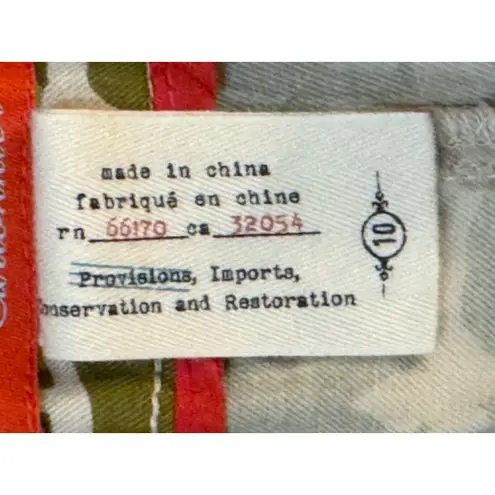 made in china
fabriqué en chine
rn 66170 ca 32054
10
Provisions, Imports,
Conservation and Restoration